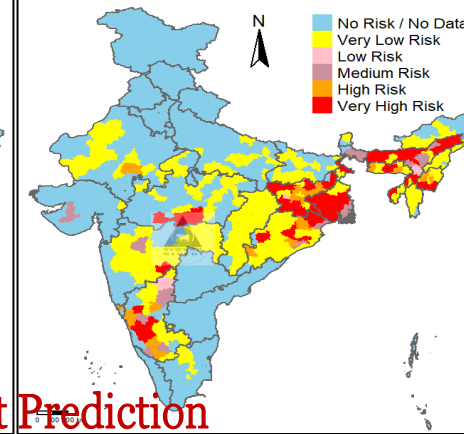 N
No Risk / No Data
Very Low Risk
Low Risk
Medium Risk
High Risk
Very High Risk
t Prediction